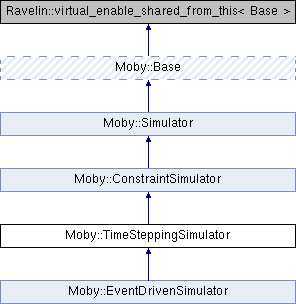 Ravelin::virtual_enable_shared_from_this< Base >
Moby::Base
Moby::Simulator
Moby::ConstraintSimulator
Moby::TimeSteppingSimulator
Moby::EventDrivenSimulator